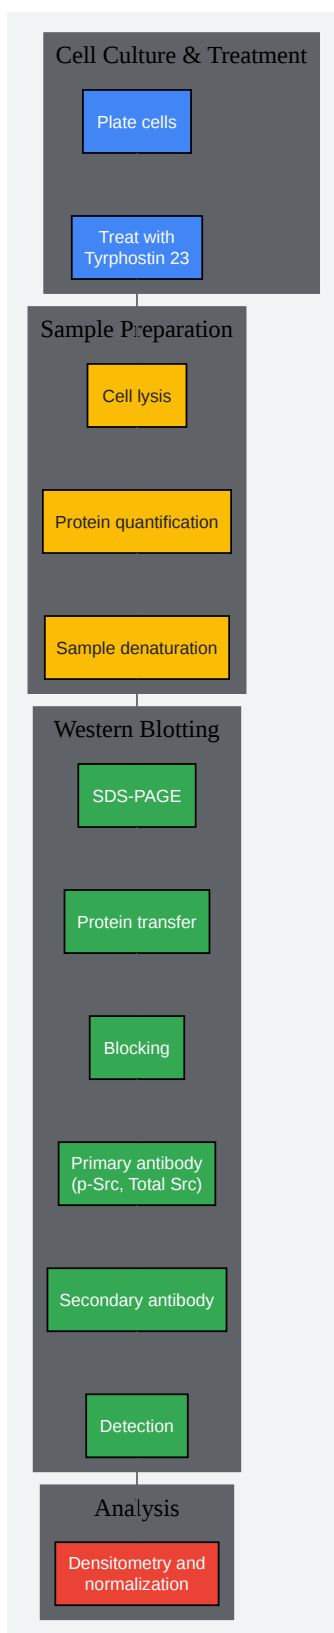 Cell Culture & Treatment
Plate cells
Treat with
Tyrphostin 23
Sample Preparation
Cell lysis
Protein quantification
Sample denaturation
Western Blotting
SDS-PAGE
Protein transfer
Blocking
Primary antibody
(p-Src, Total Src)
Secondary antibody
Detection
Analysis
Densitometry and
normalization